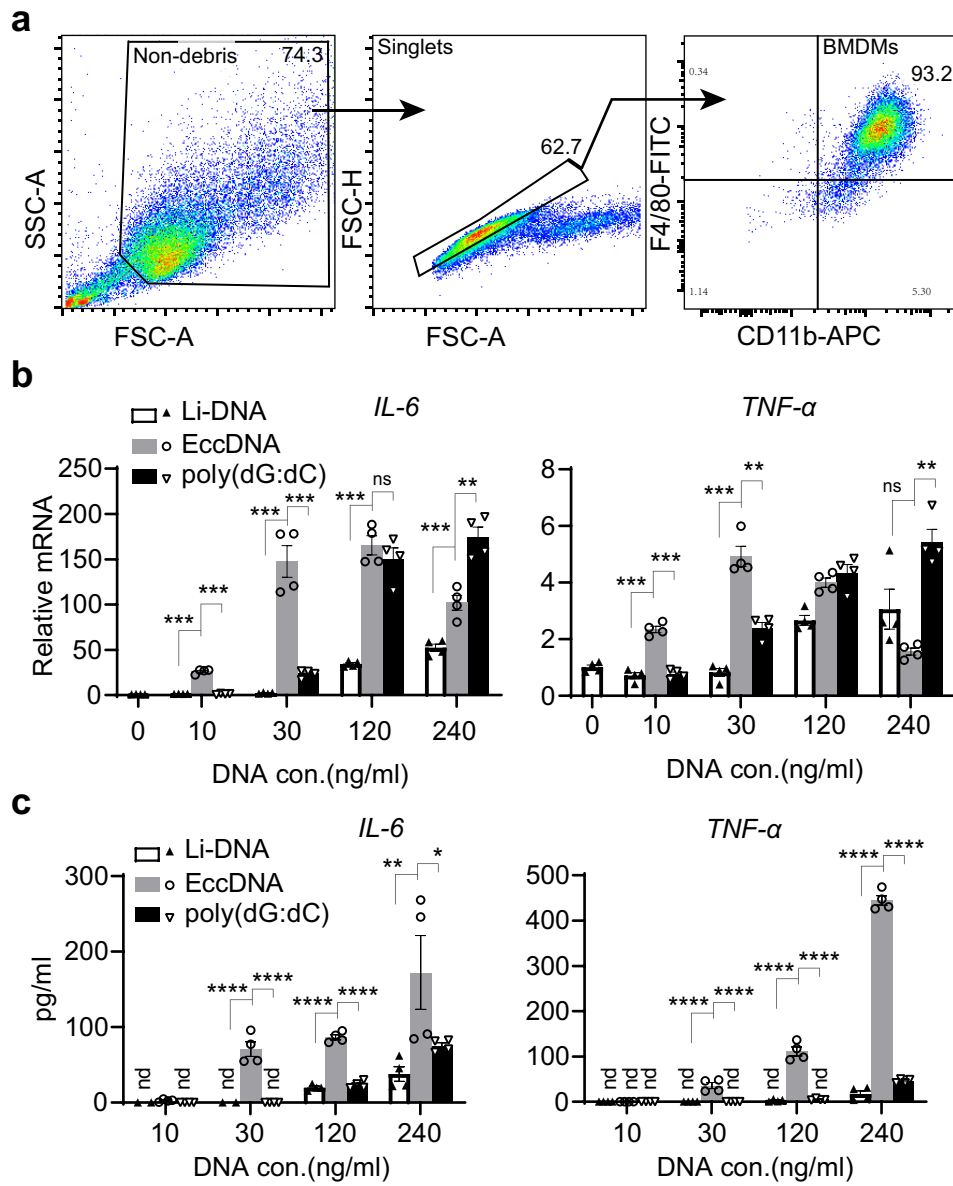 a
Non-debris
74.3
SSC-A
FSC-A
Singlets
62.7
FSC-H
FSC-A
BMDMs
0.34
93.2
F4/80-FITC
1.14
5.30
CD11b-APC
b
Li-DNA
EccDNA
poly(dG:dC)
IL-6
Relative mRNA
250
200
150
100
50
0
*** *** *** *** *** ns *** **
0 10 30 120 240
DNA con.(ng/ml)
TNF-α
8
6
4
2
0
*** *** *** ** ns **
0 10 30 120 240
DNA con.(ng/ml)
c
Li-DNA
EccDNA
poly(dG:dC)
IL-6
pg/ml
300
200
100
0
nd nd nd nd **** **** **** **** ** *
10 30 120 240
DNA con.(ng/ml)
TNF-α
500
400
300
200
100
0
nd nd nd nd **** **** nd nd **** **** nd **** ****
10 30 120 240
DNA con.(ng/ml)